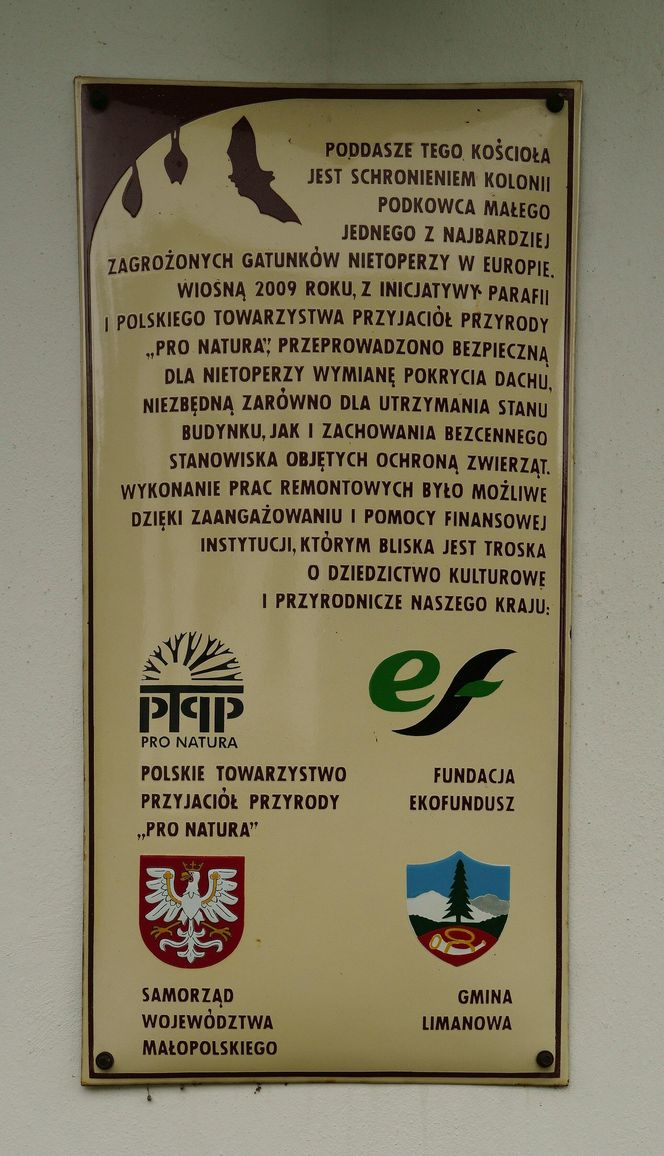 PODDASZE TEGO KOŚCIOŁA
JEST SCHRONIENIEM KOLONII
PODKOWCA MAŁEGO
JEDNEGO Z NAJBARDZIEJ
ZAGROŻONYCH GATUNKÓW NIETOPERZY W EUROPIE.
WIOSNĄ 2009 ROKU, Z INICJATYWY PARAFII
I POLSKIEGO TOWARZYSTWA PRZYJACIÓŁ PRZYRODY
„PRO NATURA”, PRZEPROWADZONO BEZPIECZNĄ
DLA NIETOPERZY WYMIANĘ POKRYCIA DACHU,
NIEZBĘDNĄ ZARÓWNO DLA UTRZYMANIA STANU
BUDYNKU, JAK I ZACHOWANIA BEZCENNEGO
STANOWISKA OBJĘTYCH OCHRONĄ ZWIERZĄT.
WYKONANIE PRAC REMONTOWYCH BYŁO MOŻLIWE
DZIĘKI ZAANGAŻOWANIU I POMOCY FINANSOWEJ
INSTYTUCJI, KTÓRYM BLISKA JEST TROSKA
O DZIEDZICTWO KULTUROWE
I PRZYRODNICZE NASZEGO KRAJU:
PTPP
PRO NATURA
POLSKIE TOWARZYSTWO
PRZYJACIÓŁ PRZYRODY
„PRO NATURA”
ef
FUNDACJA
EKOFUNDUSZ
SAMORZĄD
WOJEWÓDZTWA
MAŁOPOLSKIEGO
GMINA
LIMANOWA